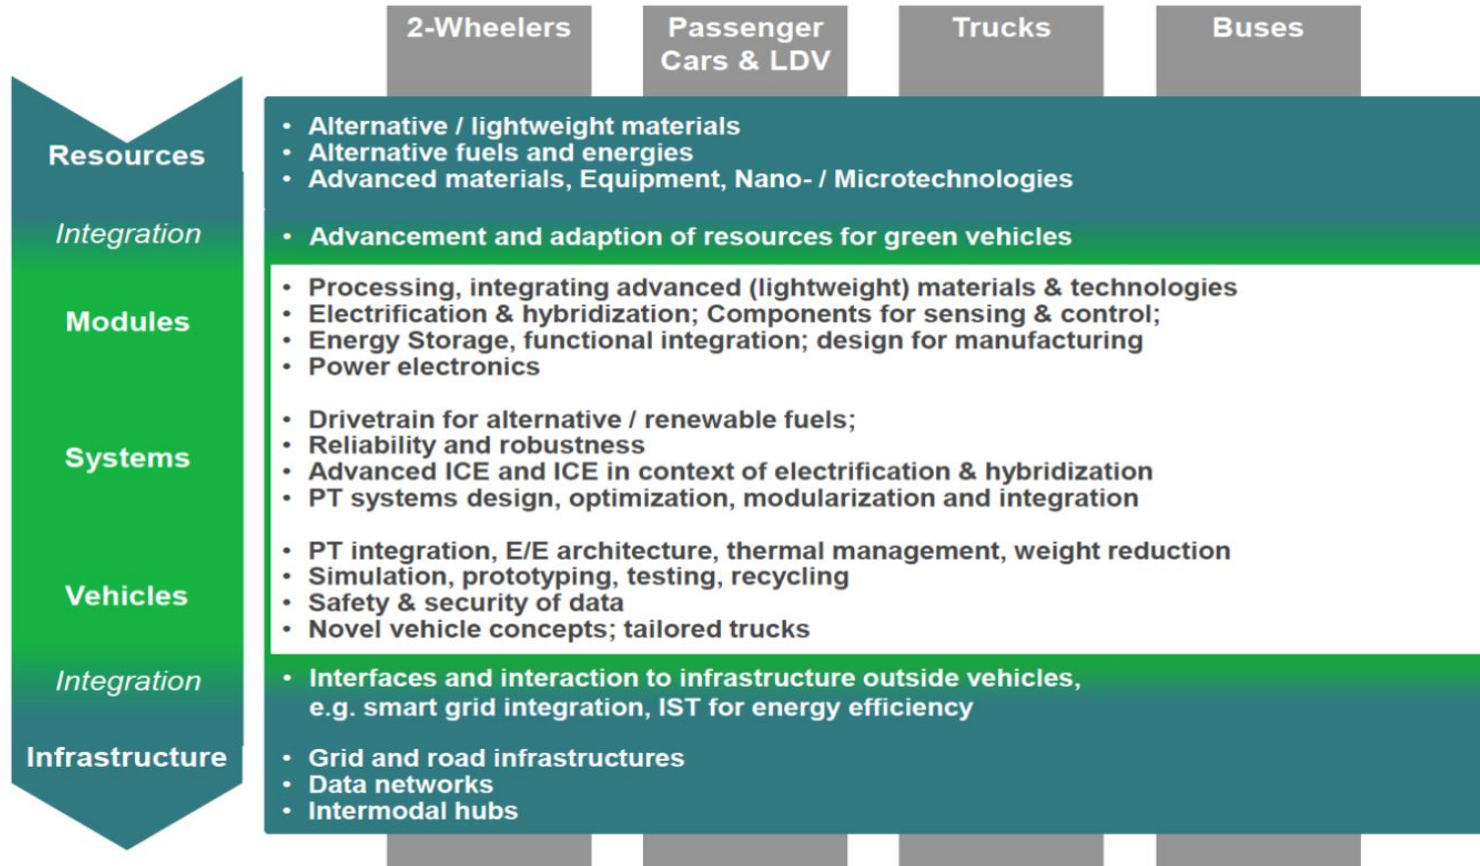 2-Wheelers
Passenger
Cars & LDV
Trucks
Buses
Resources
• Alternative / lightweight materials
• Alternative fuels and energies
• Advanced materials, Equipment, Nano- / Microtechnologies
Integration
• Advancement and adaption of resources for green vehicles
Modules
• Processing, integrating advanced (lightweight) materials & technologies
• Electrification & hybridization; Components for sensing & control;
• Energy Storage, functional integration; design for manufacturing
• Power electronics
Systems
• Drivetrain for alternative / renewable fuels;
• Reliability and robustness
• Advanced ICE and ICE in context of electrification & hybridization
• PT systems design, optimization, modularization and integration
Vehicles
• PT integration, E/E architecture, thermal management, weight reduction
• Simulation, prototyping, testing, recycling
• Safety & security of data
• Novel vehicle concepts; tailored trucks
Integration
• Interfaces and interaction to infrastructure outside vehicles,
e.g. smart grid integration, IST for energy efficiency
Infrastructure
• Grid and road infrastructures
• Data networks
• Intermodal hubs